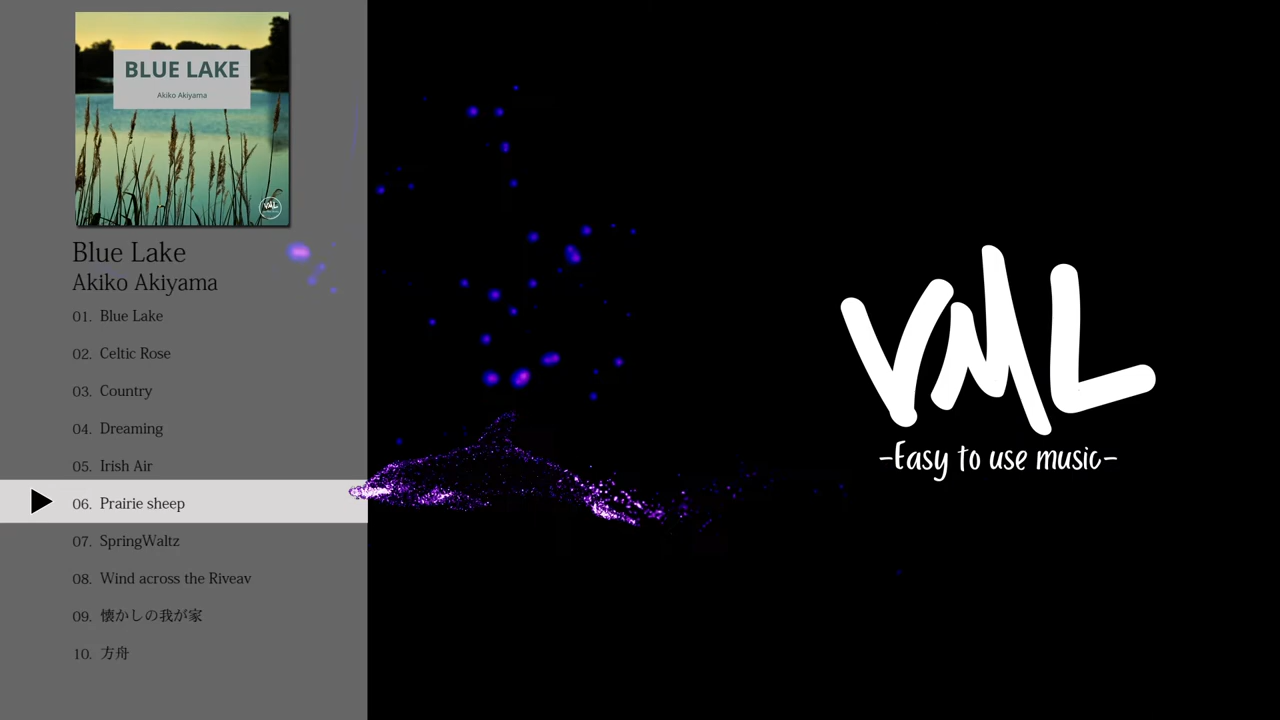 BLUE LAKE
Akiko Akiyama
VML
Blue Lake
Akiko Akiyama
01. Blue Lake
02. Celtic Rose
03. Country
04. Dreaming
05. Irish Air
06. Prairie sheep
07. SpringWaltz
08. Wind across the Riveav
09. 懐かしの我が家
10. 方舟
VML
-Easy to use music-